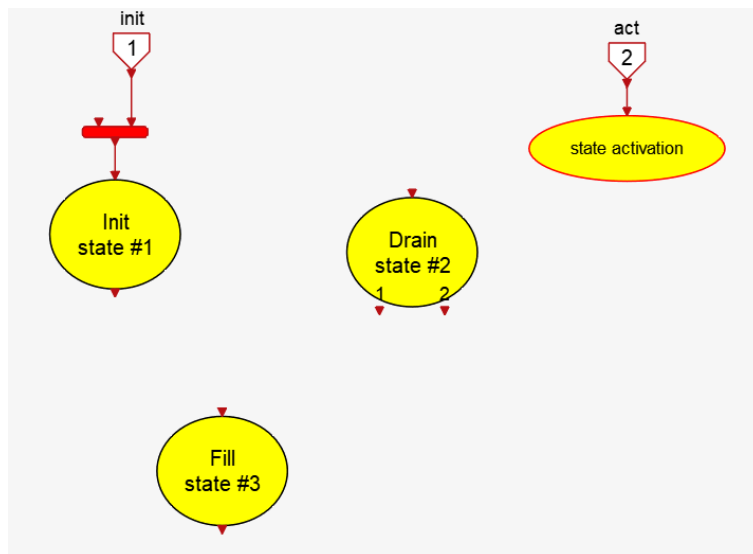 init
1
act
2
state activation
Init
state #1
Drain
state #2
1 2
Fill
state #3